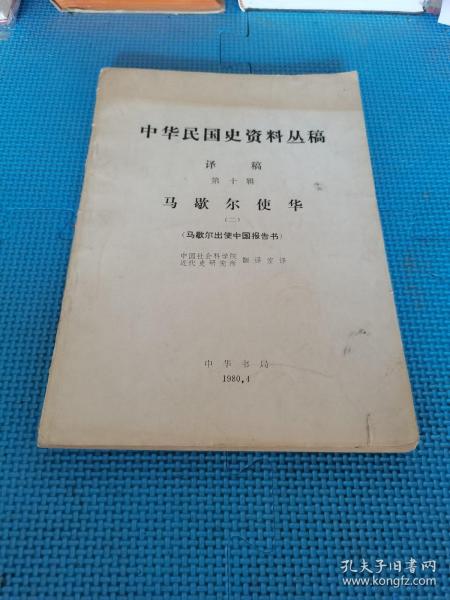 中华民国史资料丛稿
译 稿
第十辑
马歇尔使华
(二)
(马歇尔出使中国报告书)
中国社会科学院
近代史研究所 翻译室译
中华书局
1980.4
孔夫子旧书网
www.kongfz.com